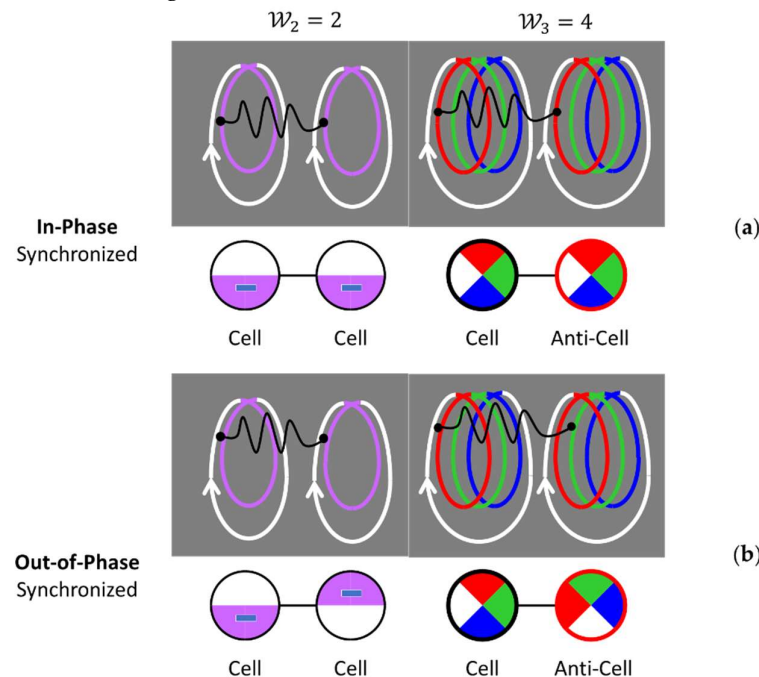 𝒲₂ = 2
𝒲₃ = 4
In-Phase
Synchronized
(a)
Cell
Cell
Cell
Anti-Cell
Out-of-Phase
Synchronized
(b)
Cell
Cell
Cell
Anti-Cell